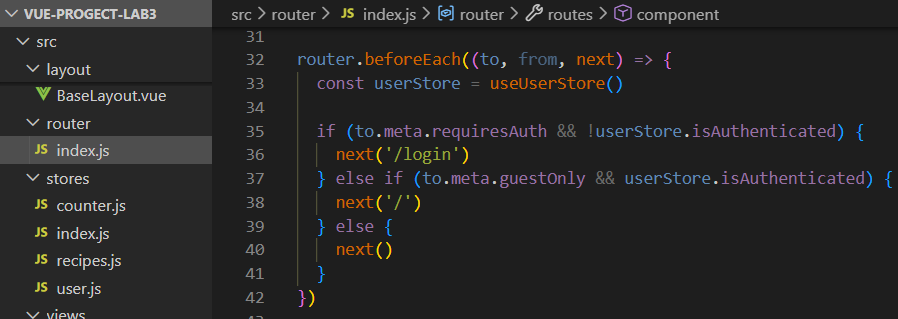 VUE-PROGECT-LAB3
src
layout
BaseLayout.vue
router
JS index.js
stores
JS counter.js
JS index.js
JS recipes.js
JS user.js
views
src > router > JS index.js > router > routes > component
31
32 router.beforeEach((to, from, next) => {
33 const userStore = useUserStore()
34
35 if (to.meta.requiresAuth && !userStore.isAuthenticated) {
36 next('/login')
37 } else if (to.meta.guestOnly && userStore.isAuthenticated) {
38 next('/')
39 } else {
40 next()
41 }
42 })
43